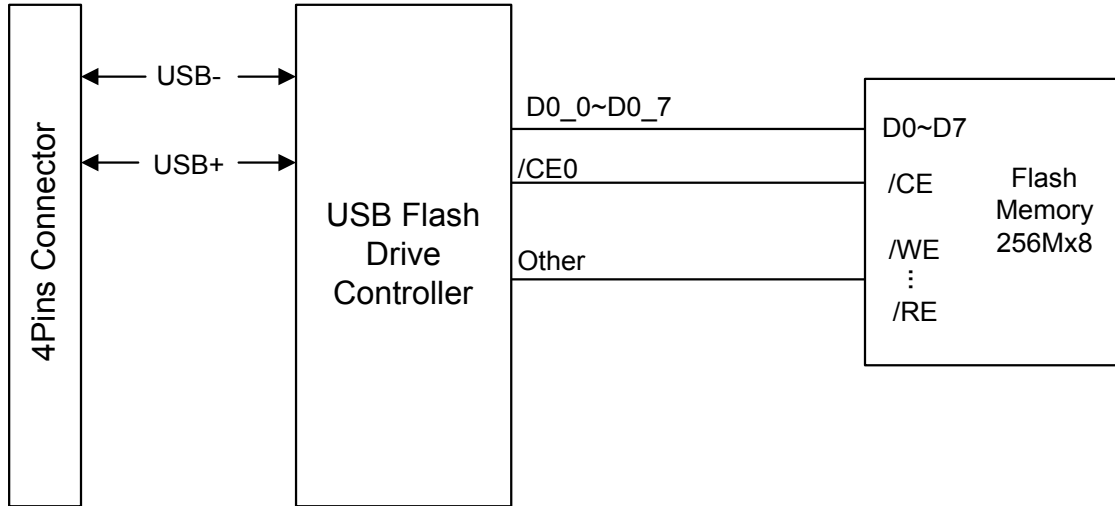 4Pins Connector
USB-
USB+
USB Flash
Drive
Controller
D0_0~D0_7
/CE0
Other
D0~D7
/CE
/WE
⋮
/RE
Flash
Memory
256Mx8